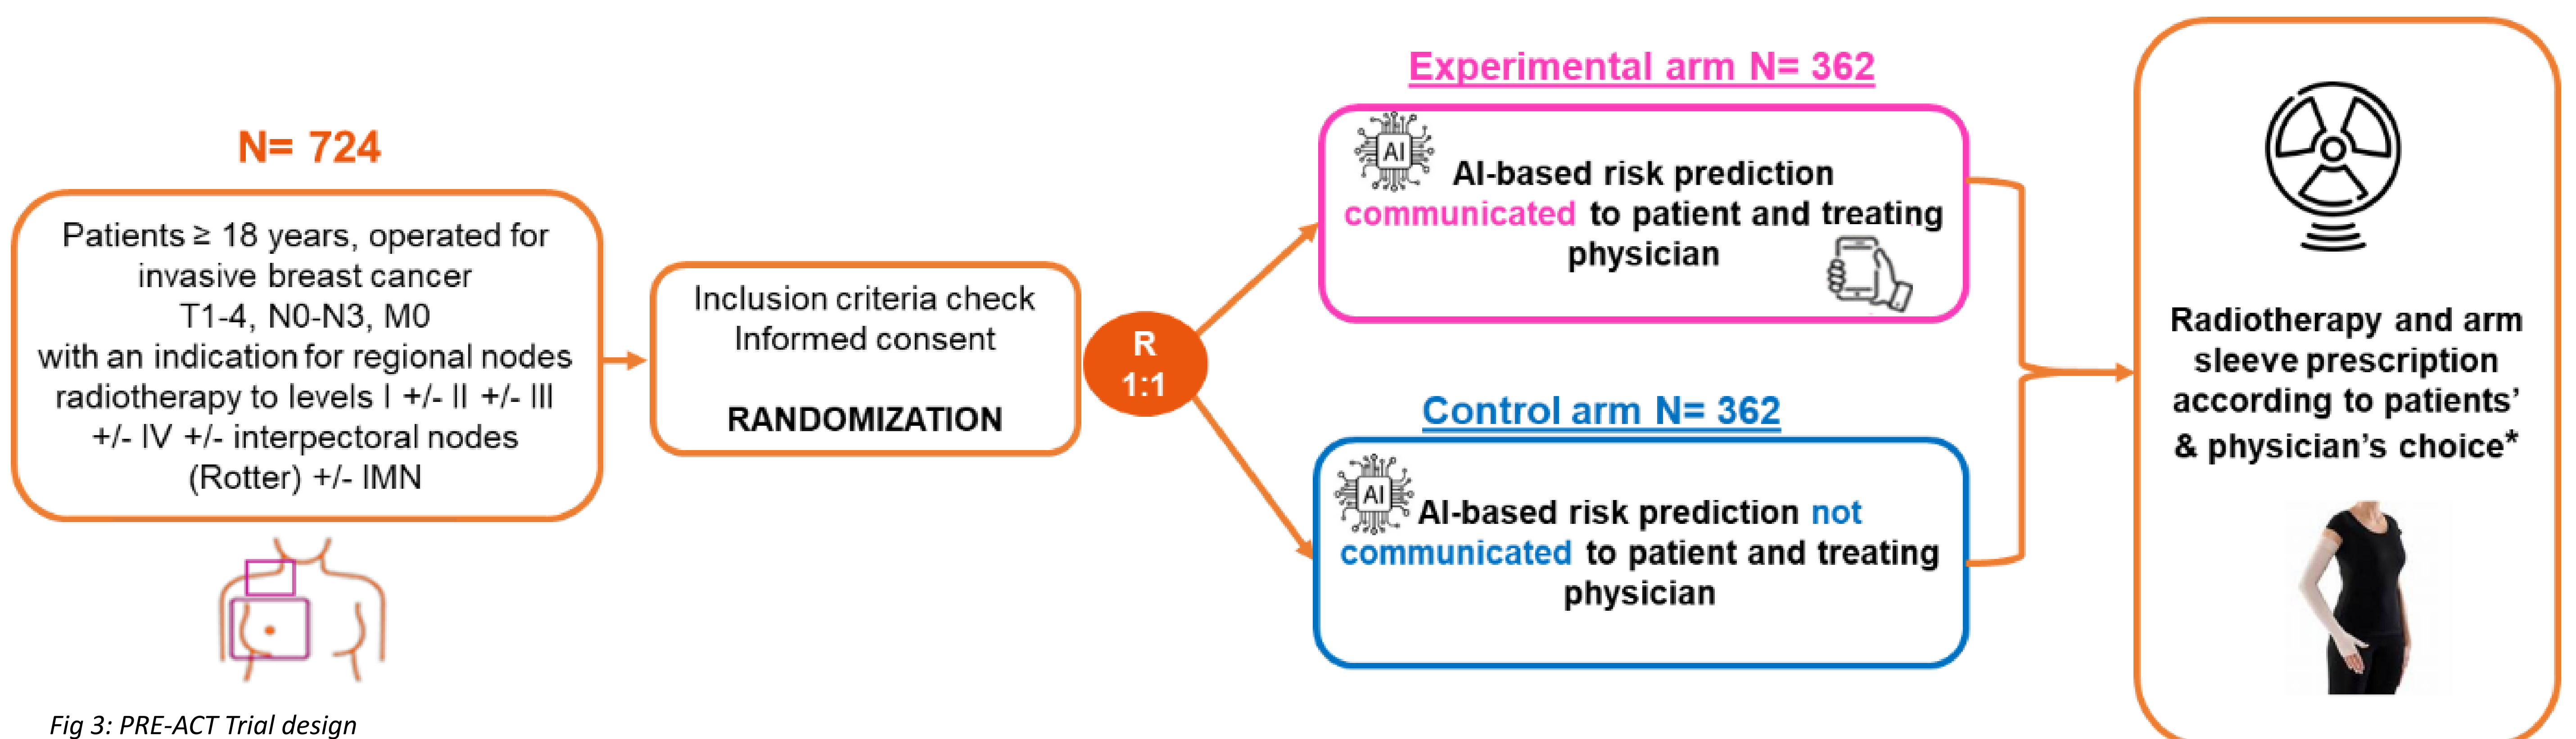 N= 724
Patients ≥ 18 years, operated for
invasive breast cancer
T1-4, N0-N3, M0
with an indication for regional nodes
radiotherapy to levels I +/- II +/- III
+/- IV +/- interpectoral nodes
(Rotter) +/- IMN
Inclusion criteria check
Informed consent
RANDOMIZATION
R
1:1
Experimental arm N= 362
AI
AI-based risk prediction
communicated to patient and treating
physician
Control arm N= 362
AI
AI-based risk prediction not
communicated to patient and treating
physician
Radiotherapy and arm
sleeve prescription
according to patients’
& physician’s choice*
Fig 3: PRE-ACT Trial design